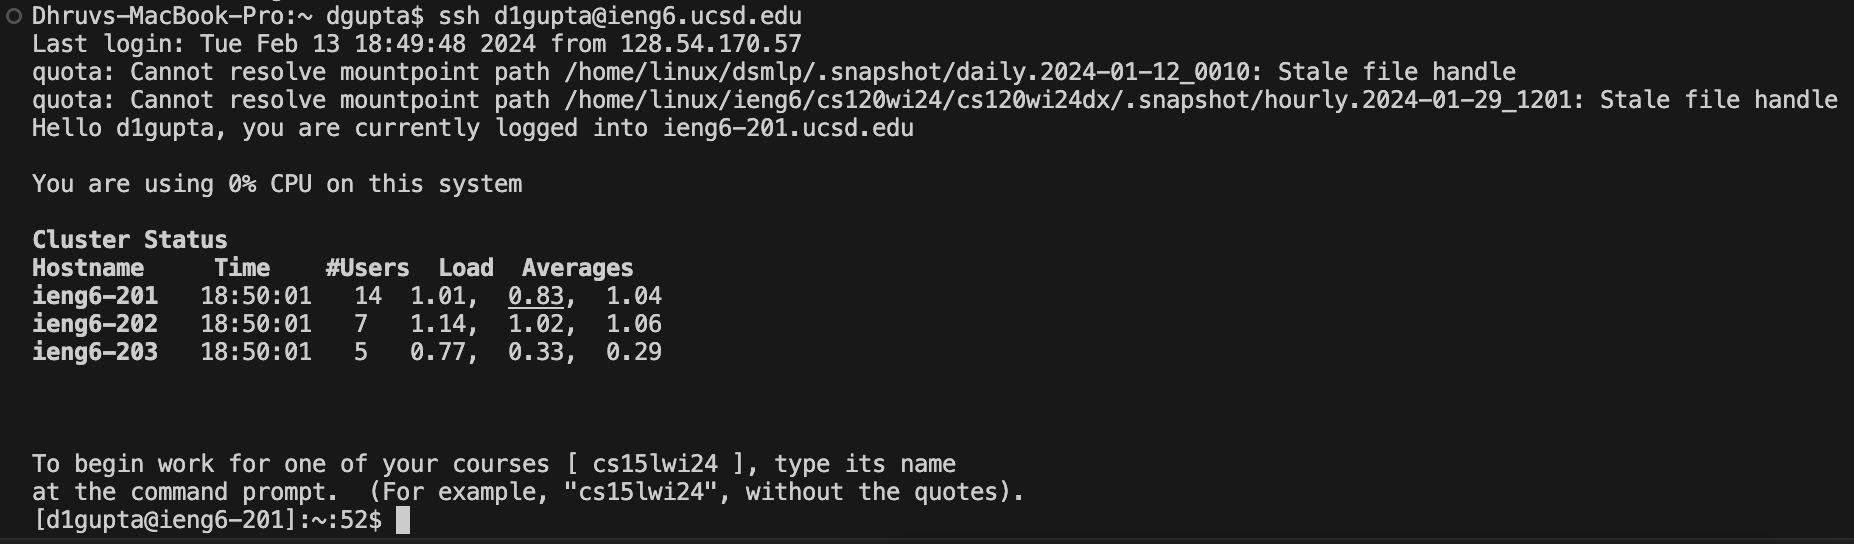 Dhruvs-MacBook-Pro:~ dgupta$ ssh d1gupta@ieng6.ucsd.edu
Last login: Tue Feb 13 18:49:48 2024 from 128.54.170.57
quota: Cannot resolve mountpoint path /home/linux/dsmlp/.snapshot/daily.2024-01-12_0010: Stale file handle
quota: Cannot resolve mountpoint path /home/linux/ieng6/cs120wi24/cs120wi24dx/.snapshot/hourly.2024-01-29_1201: Stale file handle
Hello d1gupta, you are currently logged into ieng6-201.ucsd.edu
You are using 0% CPU on this system
Cluster Status
Hostname     Time    #Users  Load  Averages
ieng6-201   18:50:01   14  1.01,  0.83,  1.04
ieng6-202   18:50:01   7   1.14,  1.02,  1.06
ieng6-203   18:50:01   5   0.77,  0.33,  0.29
To begin work for one of your courses [ cs15lwi24 ], type its name
at the command prompt.  (For example, "cs15lwi24", without the quotes).
[d1gupta@ieng6-201]:~:52$